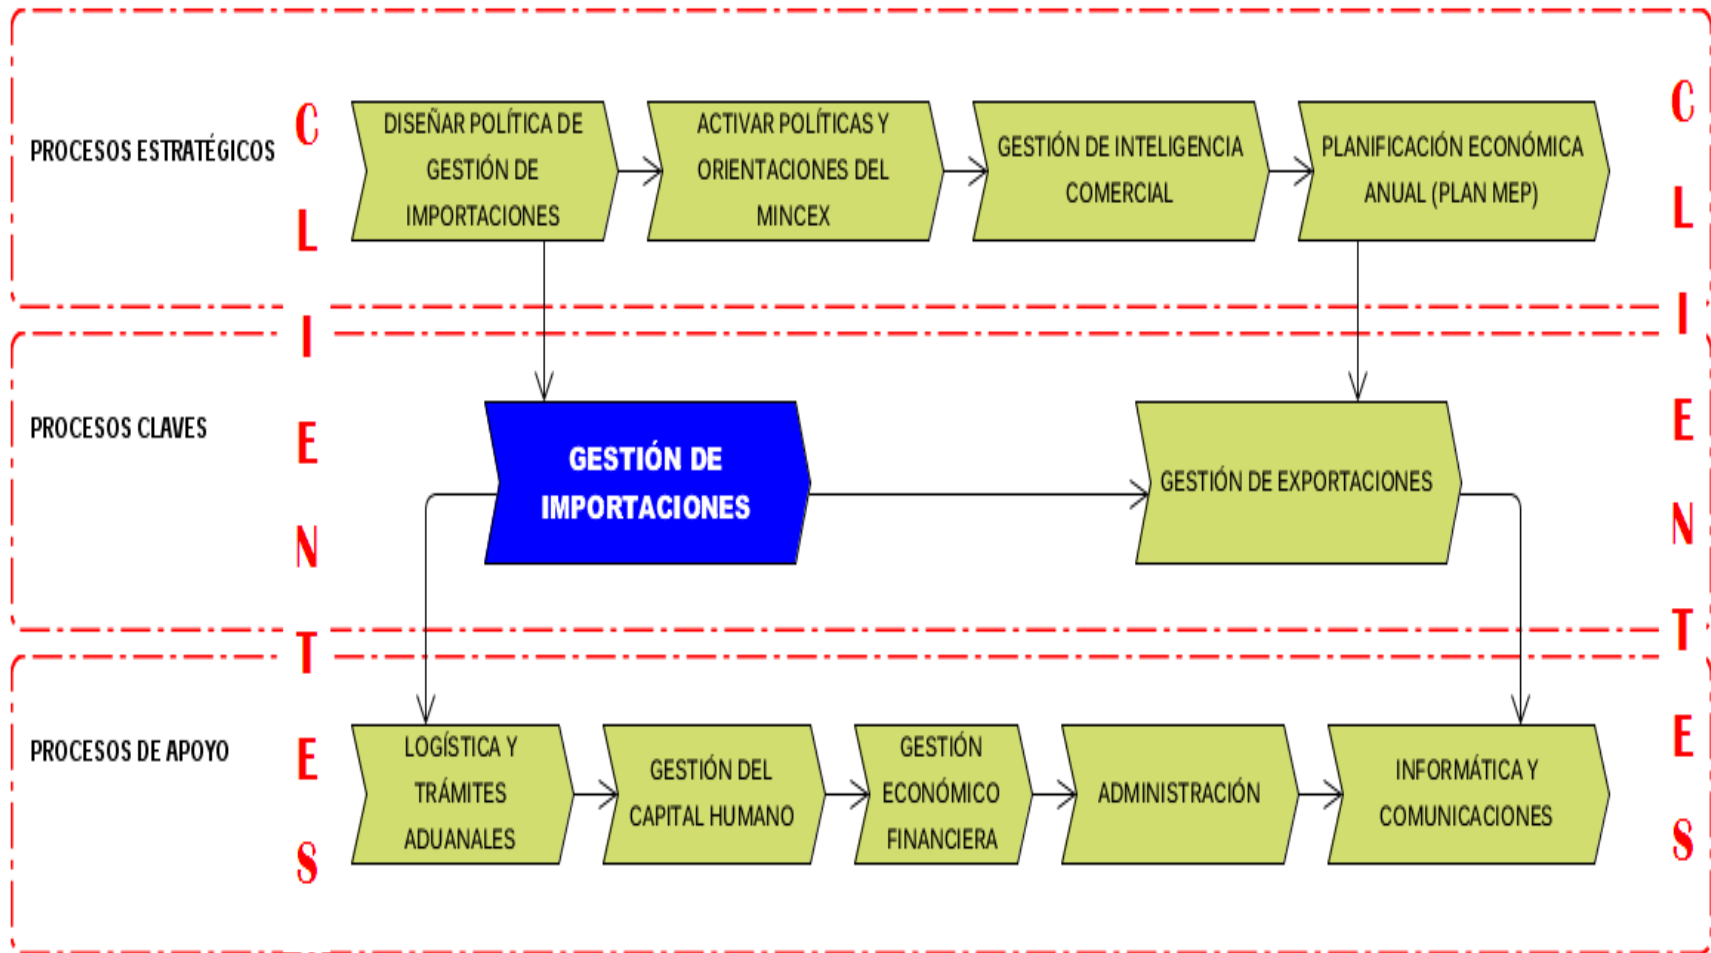 PROCESOS ESTRATÉGICOS
DISEÑAR POLÍTICA DE
GESTIÓN DE
IMPORTACIONES
ACTIVAR POLÍTICAS Y
ORIENTACIONES DEL
MINCEX
GESTIÓN DE INTELIGENCIA
COMERCIAL
PLANIFICACIÓN ECONÓMICA
ANUAL (PLAN MEP)
PROCESOS CLAVES
GESTIÓN DE
IMPORTACIONES
GESTIÓN DE EXPORTACIONES
PROCESOS DE APOYO
LOGÍSTICA Y
TRÁMITES
ADUANALES
GESTIÓN DEL
CAPITAL HUMANO
GESTIÓN
ECONÓMICO
FINANCIERA
ADMINISTRACIÓN
INFORMÁTICA Y
COMUNICACIONES
CLIENTES
CLIENTES